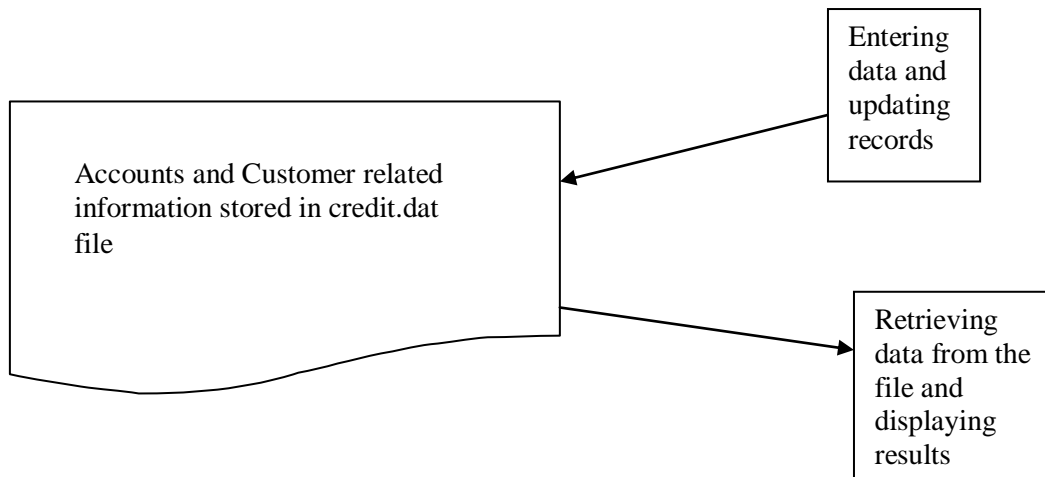 Entering
data and
updating
records
Accounts and Customer related
information stored in credit.dat
file
Retrieving
data from the
file and
displaying
results